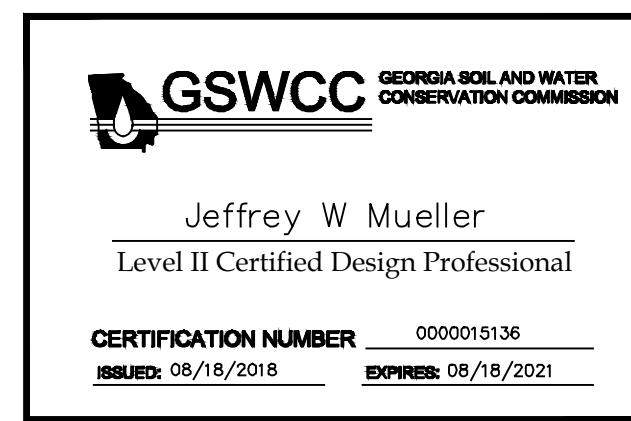 GSWCC GEORGIA SOIL AND WATER
CONSERVATION COMMISSION
Jeffrey W Mueller
Level II Certified Design Professional
CERTIFICATION NUMBER 0000015136
ISSUED: 08/18/2018 EXPIRES: 08/18/2021